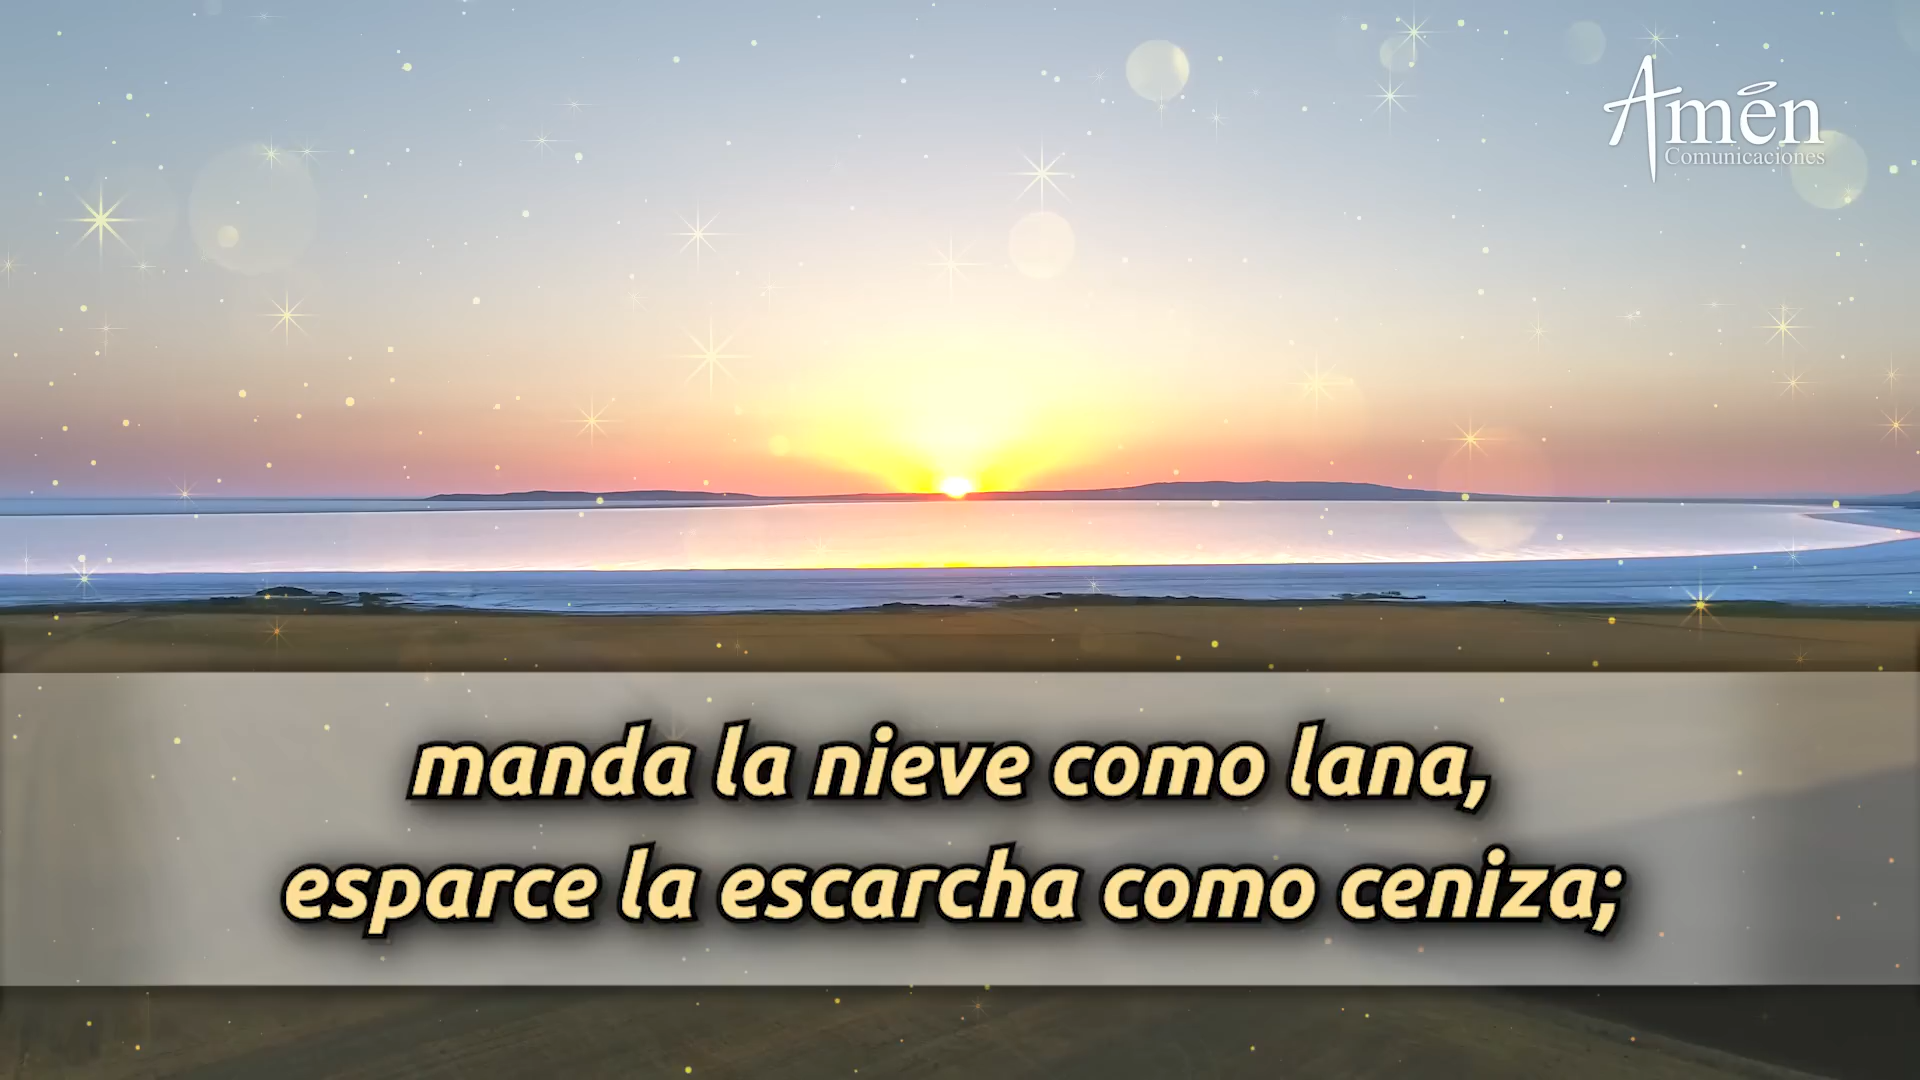 Amén
Comunicaciones
manda la nieve como lana,
esparce la escarcha como ceniza;